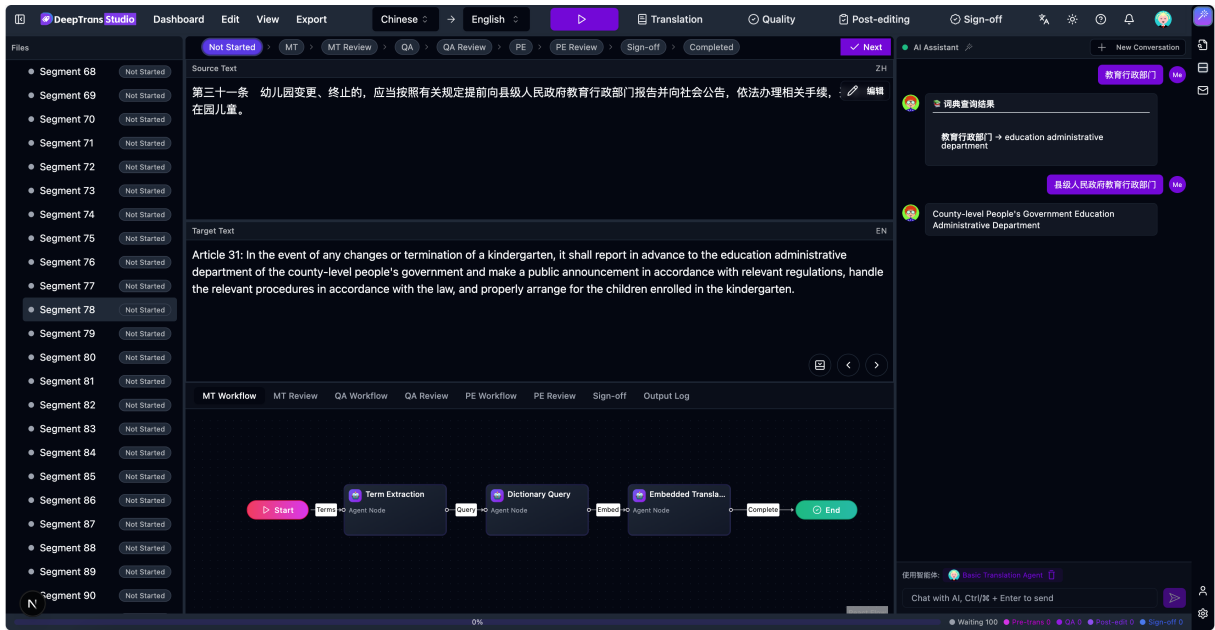 DeepTrans Studio
Dashboard
Edit
View
Export
Chinese
English
Translation
Quality
Post-editing
Sign-off
Files
Segment 68 Not Started
Segment 69 Not Started
Segment 70 Not Started
Segment 71 Not Started
Segment 72 Not Started
Segment 73 Not Started
Segment 74 Not Started
Segment 75 Not Started
Segment 76 Not Started
Segment 77 Not Started
Segment 78 Not Started
Segment 79 Not Started
Segment 80 Not Started
Segment 81 Not Started
Segment 82 Not Started
Segment 83 Not Started
Segment 84 Not Started
Segment 85 Not Started
Segment 86 Not Started
Segment 87 Not Started
Segment 88 Not Started
Segment 89 Not Started
Segment 90 Not Started
N
Not Started > MT > MT Review > QA > QA Review > PE > PE Review > Sign-off > Completed
Next
Source Text ZH
第三十一条　幼儿园变更、终止的，应当按照有关规定提前向县级人民政府教育行政部门报告并向社会公告，依法办理相关手续，
在园儿童。
编辑
Target Text EN
Article 31: In the event of any changes or termination of a kindergarten, it shall report in advance to the education administrative
department of the county-level people's government and make a public announcement in accordance with relevant regulations, handle
the relevant procedures in accordance with the law, and properly arrange for the children enrolled in the kindergarten.
MT Workflow
MT Review
QA Workflow
QA Review
PE Workflow
PE Review
Sign-off
Output Log
Start
Terms
Term Extraction
Agent Node
Query
Dictionary Query
Agent Node
Embed
Embedded Transla...
Agent Node
Complete
End
AI Assistant
+ New Conversation
教育行政部门
Me
词典查询结果
教育行政部门 → education administrative
department
县级人民政府教育行政部门
Me
County-level People's Government Education
Administrative Department
使用智能体:
Basic Translation Agent
Chat with AI, Ctrl/⌘ + Enter to send
0%
Waiting 100
Pre-trans 0
QA 0
Post-edit 0
Sign-off 0